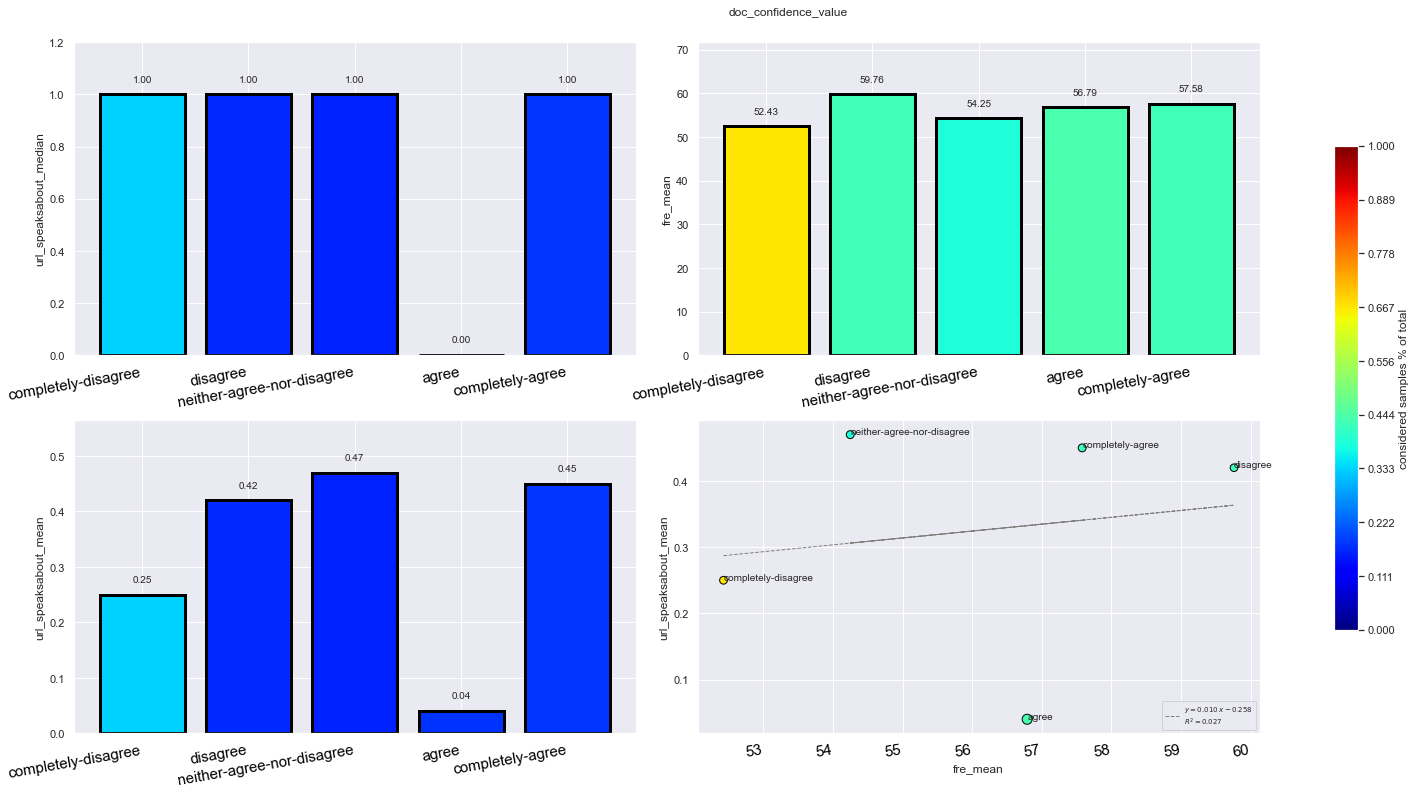 doc_confidence_value
url_speaksabout_median
1.2
1.0
0.8
0.6
0.4
0.2
0.0
1.00
1.00
1.00
0.00
1.00
completely-disagree
disagree
neither-agree-nor-disagree
agree
completely-agree
fre_mean
70
60
50
40
30
20
10
0
52.43
59.76
54.25
56.79
57.58
completely-disagree
disagree
neither-agree-nor-disagree
agree
completely-agree
url_speaksabout_mean
0.5
0.4
0.3
0.2
0.1
0.0
0.25
0.42
0.47
0.04
0.45
completely-disagree
disagree
neither-agree-nor-disagree
agree
completely-agree
url_speaksabout_mean
0.4
0.3
0.2
0.1
neither-agree-nor-disagree
completely-agree
disagree
completely-disagree
agree
y = 0.010 x − 0.258
R² = 0.027
53
54
55
56
57
58
59
60
fre_mean
1.000
0.889
0.778
0.667
0.556
0.444
0.333
0.222
0.111
0.000
considered samples % of total